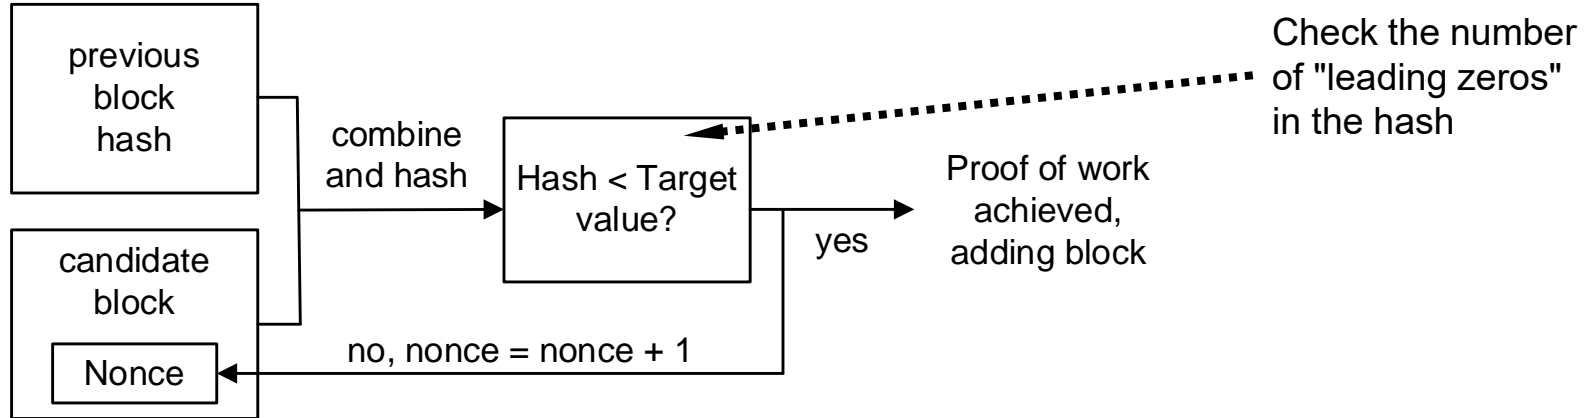 previous
block
hash
candidate
block
Nonce
combine
and hash
Hash < Target
value?
no, nonce = nonce + 1
yes
Proof of work
achieved,
adding block
Check the number
of "leading zeros"
in the hash